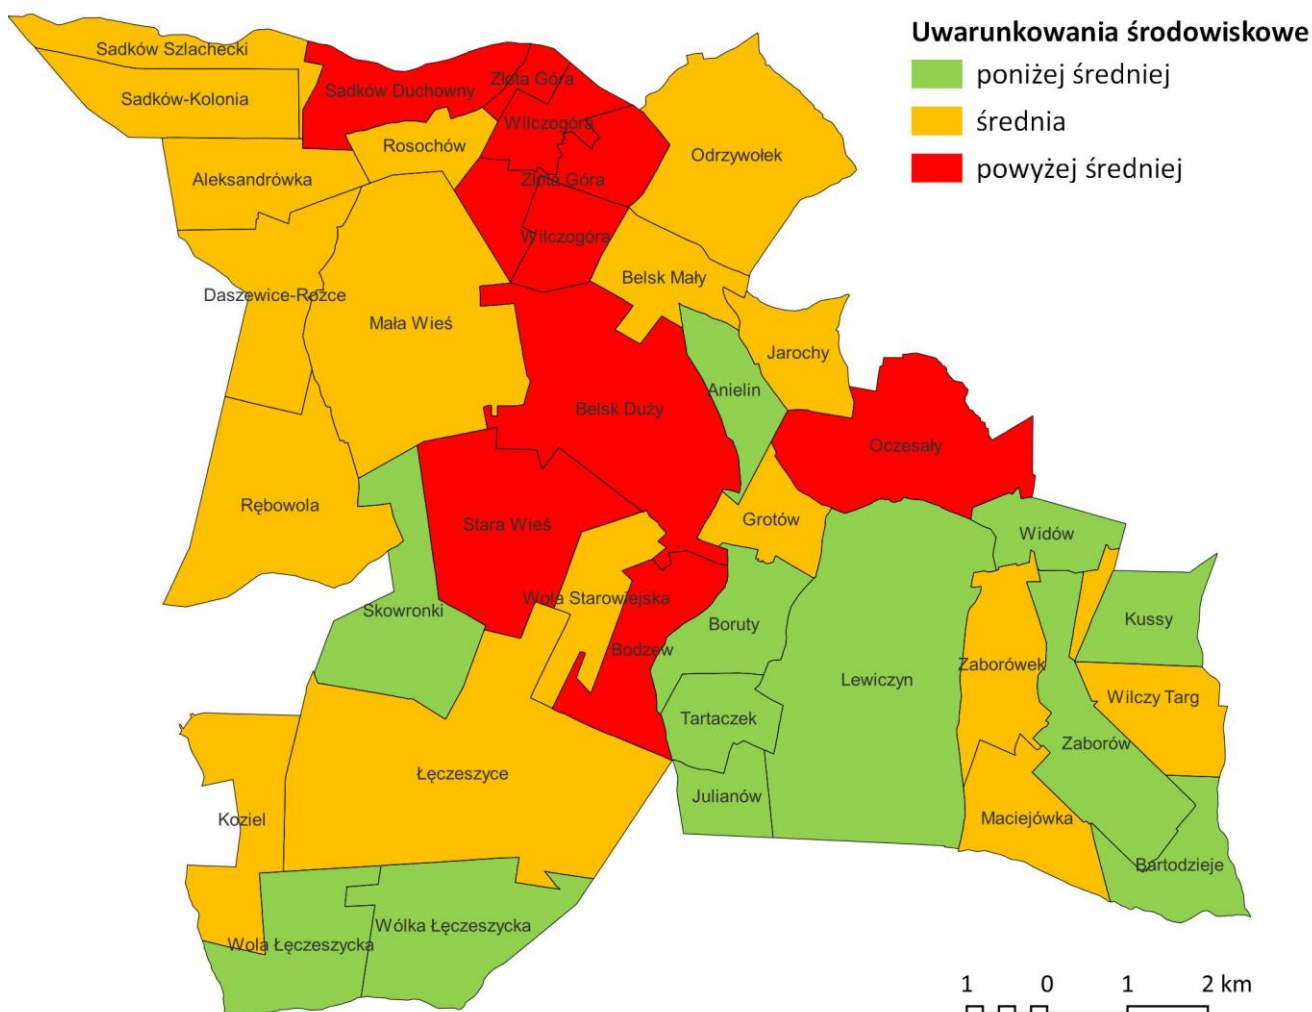 Uwarunkowania środowiskowe
poniżej średniej
średnia
powyżej średniej
Sadków Szlachecki
Sadków-Kolonia
Sadków Duchowny
Złota Góra
Wilczogóra
Rosochów
Odrzywołek
Aleksandrówka
Złota Góra
Wilczogóra
Belsk Mały
Daszewice-Rożce
Mała Wieś
Jarochy
Anielin
Belsk Duży
Oczesały
Rębowola
Grotów
Stara Wieś
Widów
Wola Starowiejska
Skowronki
Boruty
Kussy
Bodzew
Zaborówek
Lewiczyn
Wilczy Targ
Tartaczek
Zaborów
Łęczeszyce
Julianów
Koziel
Maciejówka
Bartodzieje
Wólka Łęczeszycka
Wola Łęczeszycka
1 0 1 2 km